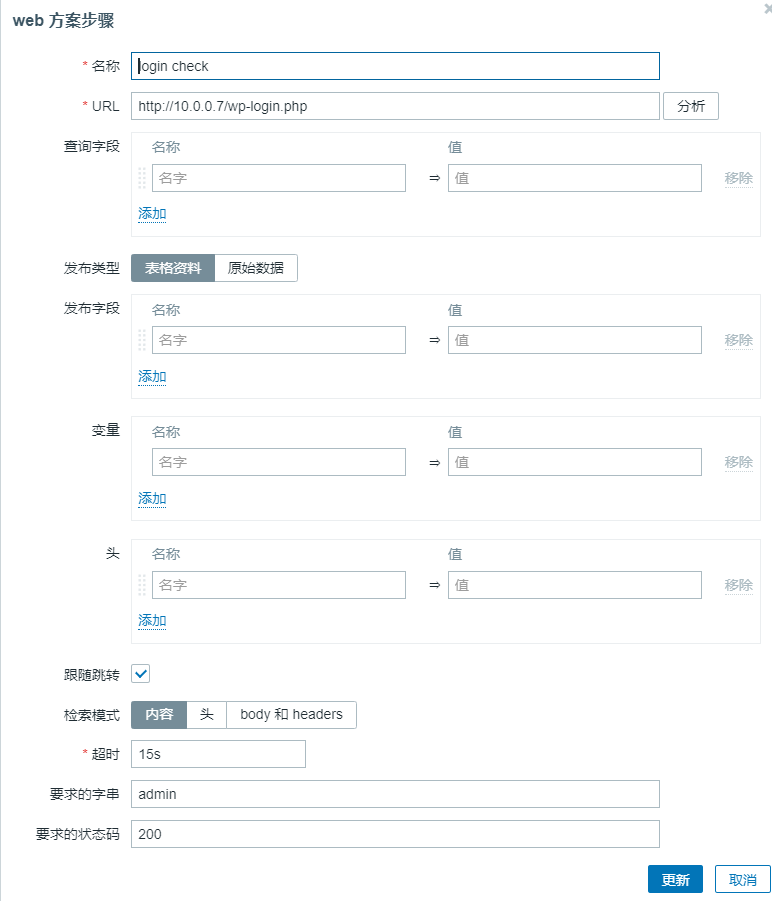 web 方案步骤
* 名称 login check
* URL http://10.0.0.7/wp-login.php 分析
查询字段 名称 值
名字 ⇒ 值 移除
添加
发布类型 表格资料 原始数据
发布字段 名称 值
名字 ⇒ 值 移除
添加
变量 名称 值
名字 ⇒ 值 移除
添加
头 名称 值
名字 ⇒ 值 移除
添加
跟随跳转
检索模式 内容 头 body 和 headers
* 超时 15s
要求的字串 admin
要求的状态码 200
更新 取消